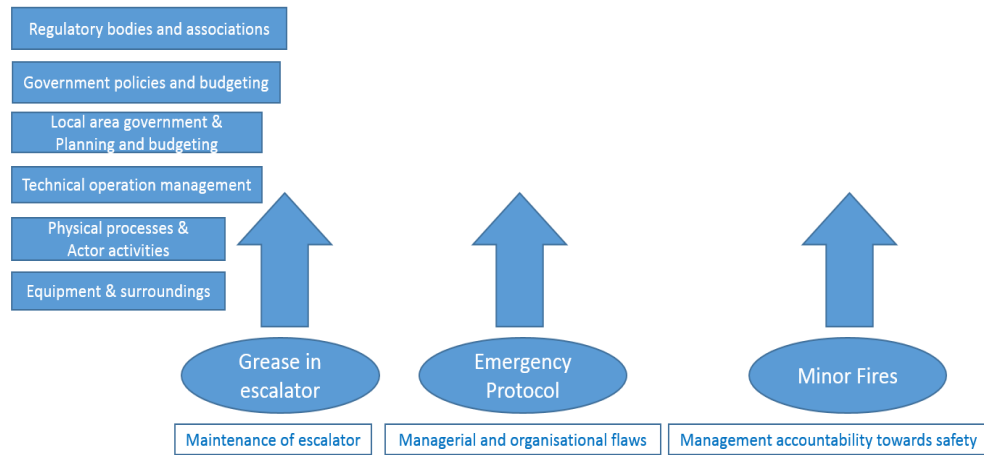 Regulatory bodies and associations
Government policies and budgeting
Local area government &
Planning and budgeting
Technical operation management
Physical processes &
Actor activities
Equipment & surroundings
Grease in
escalator
Emergency
Protocol
Minor Fires
Maintenance of escalator
Managerial and organisational flaws
Management accountability towards safety